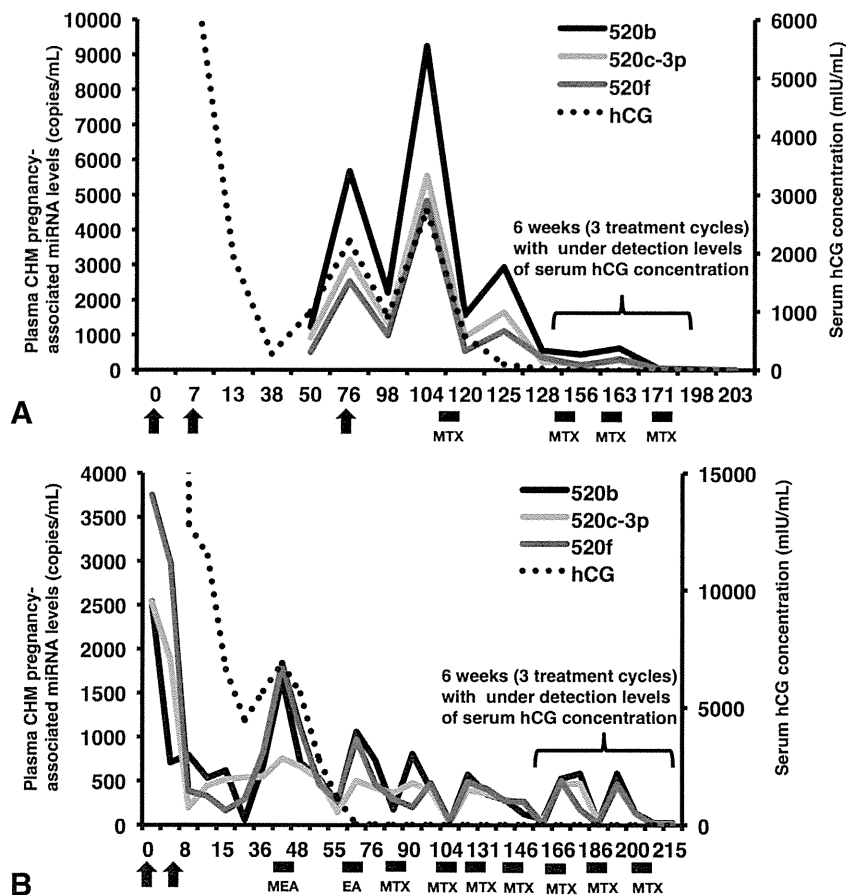 10000
9000
8000
7000
6000
5000
4000
3000
2000
1000
0
Plasma CHM pregnancy-
associated miRNA levels (copies/mL)
6000
5000
4000
3000
2000
1000
0
Serum hCG concentration (mIU/mL)
520b
520c-3p
520f
hCG
6 weeks (3 treatment cycles)
with under detection levels
of serum hCG concentration
0 7 13 38 50 76 98 104 120 125 128 156 163 171 198 203
MTX MTX MTX MTX
A
4000
3500
3000
2500
2000
1500
1000
500
0
Plasma CHM pregnancy-
associated miRNA levels (copies/mL)
15000
10000
5000
0
Serum hCG concentration (mIU/mL)
520b
520c-3p
520f
hCG
6 weeks (3 treatment cycles)
with under detection levels
of serum hCG concentration
0 8 15 36 48 56 76 90 104 131 146 166 186 200 215
MEA EA MTX MTX MTX MTX MTX MTX MTX
B